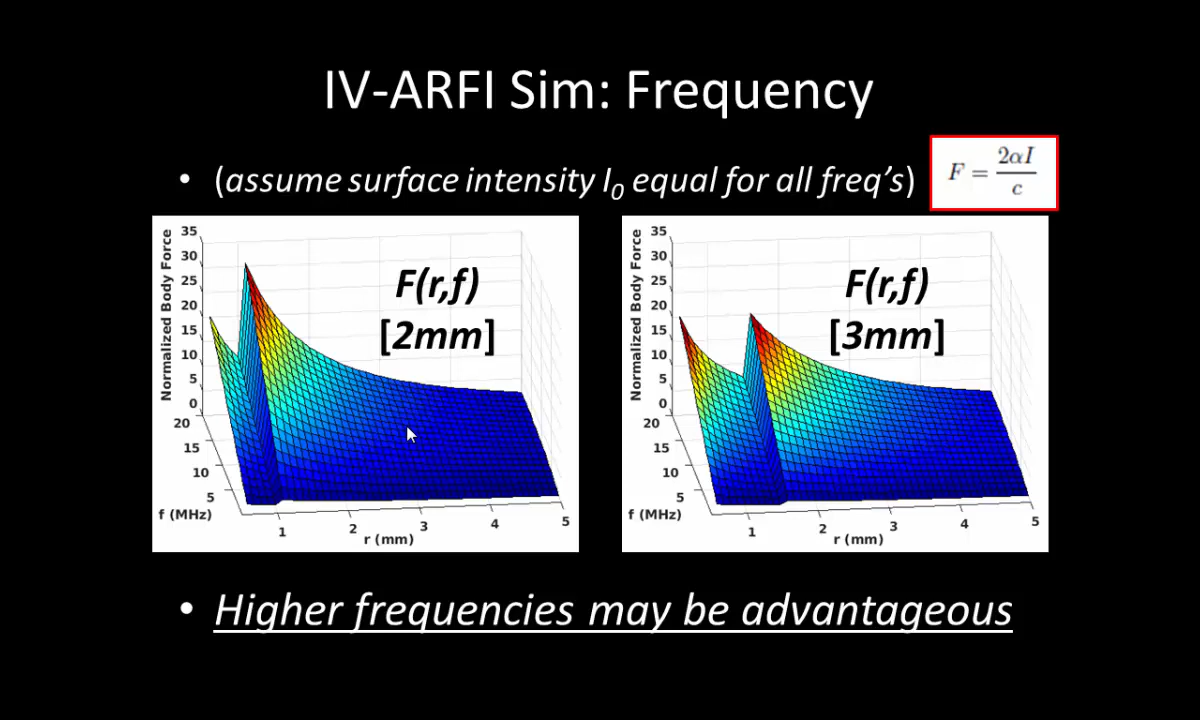 IV-ARFI Sim: Frequency
• (assume surface intensity I₀ equal for all freq's)
F = 2αI / c
Normalized Body Force
35
30
25
20
15
10
5
0
20
15
10
5
f (MHz)
F(r,f)
[2mm]
1
2
3
4
5
r (mm)
Normalized Body Force
35
30
25
20
15
10
5
0
20
15
10
5
f (MHz)
F(r,f)
[3mm]
1
2
3
4
5
r (mm)
• Higher frequencies may be advantageous